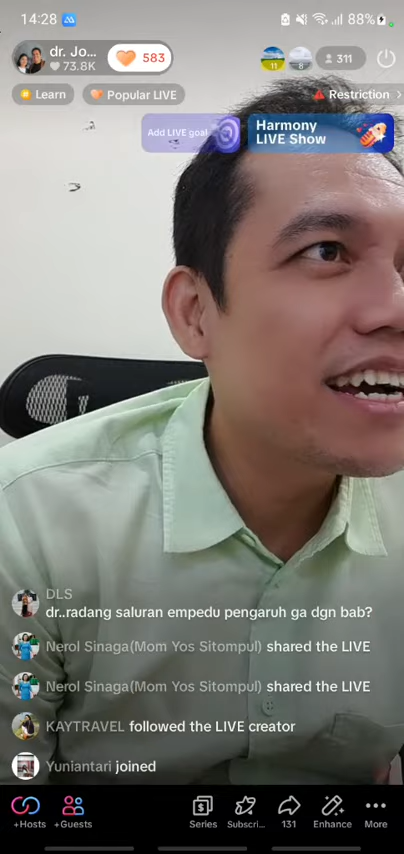 14:28
88%
dr. Jo...
73.8K
583
11
8
311
Learn
Popular LIVE
Restriction
Add LIVE goal
Harmony
LIVE Show
DLS
dr..radang saluran empedu pengaruh ga dgn bab?
Nerol Sinaga(Mom Yos Sitompul) shared the LIVE
Nerol Sinaga(Mom Yos Sitompul) shared the LIVE
KAYTRAVEL followed the LIVE creator
Yuniantari joined
+Hosts
+Guests
Series
Subscri...
131
Enhance
More